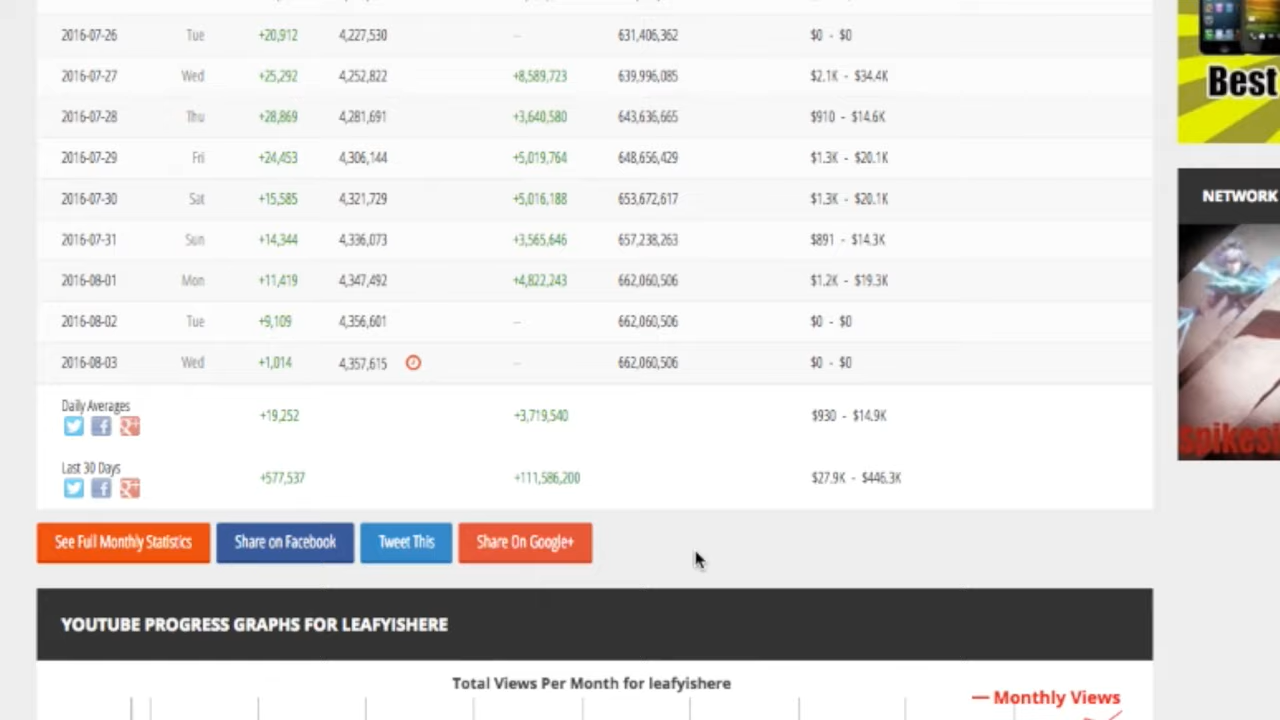 2016-07-26 Tue +20,912 4,227,530 -- 631,406,362 $0 - $0
2016-07-27 Wed +25,292 4,252,822 +8,589,723 639,996,085 $2.1K - $34.4K
2016-07-28 Thu +28,869 4,281,691 +3,640,580 643,636,665 $910 - $14.6K
2016-07-29 Fri +24,453 4,306,144 +5,019,764 648,656,429 $1.3K - $20.1K
2016-07-30 Sat +15,585 4,321,729 +5,016,188 653,672,617 $1.3K - $20.1K
2016-07-31 Sun +14,344 4,336,073 +3,565,646 657,238,263 $891 - $14.3K
2016-08-01 Mon +11,419 4,347,492 +4,822,243 662,060,506 $1.2K - $19.3K
2016-08-02 Tue +9,109 4,356,601 -- 662,060,506 $0 - $0
2016-08-03 Wed +1,014 4,357,615 -- 662,060,506 $0 - $0
Daily Averages +19,252 +3,719,540 $930 - $14.9K
Last 30 Days +577,537 +111,586,200 $27.9K - $446.3K
See Full Monthly Statistics Share on Facebook Tweet This Share On Google+
YOUTUBE PROGRESS GRAPHS FOR LEAFYISHERE
Total Views Per Month for leafyishere
Monthly Views
Best
NETWORK